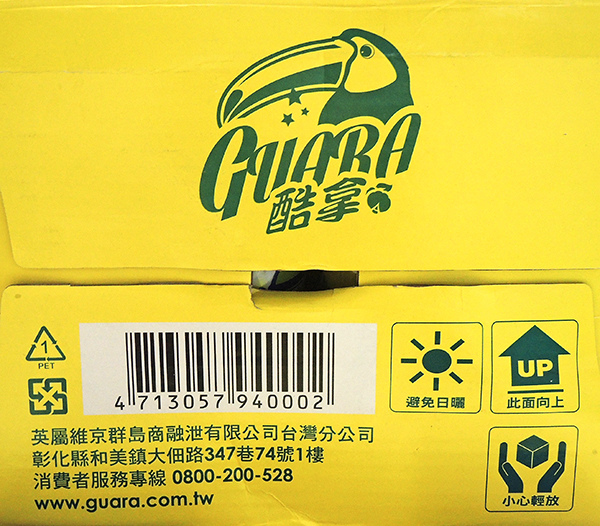 GUARA
酷拿
1
PET
4 713057 940002
避免日曬
UP
此面向上
英屬維京群島商融泄有限公司台灣分公司
彰化縣和美鎮大佃路347巷74號1樓
消費者服務專線 0800-200-528
www.guara.com.tw
小心輕放